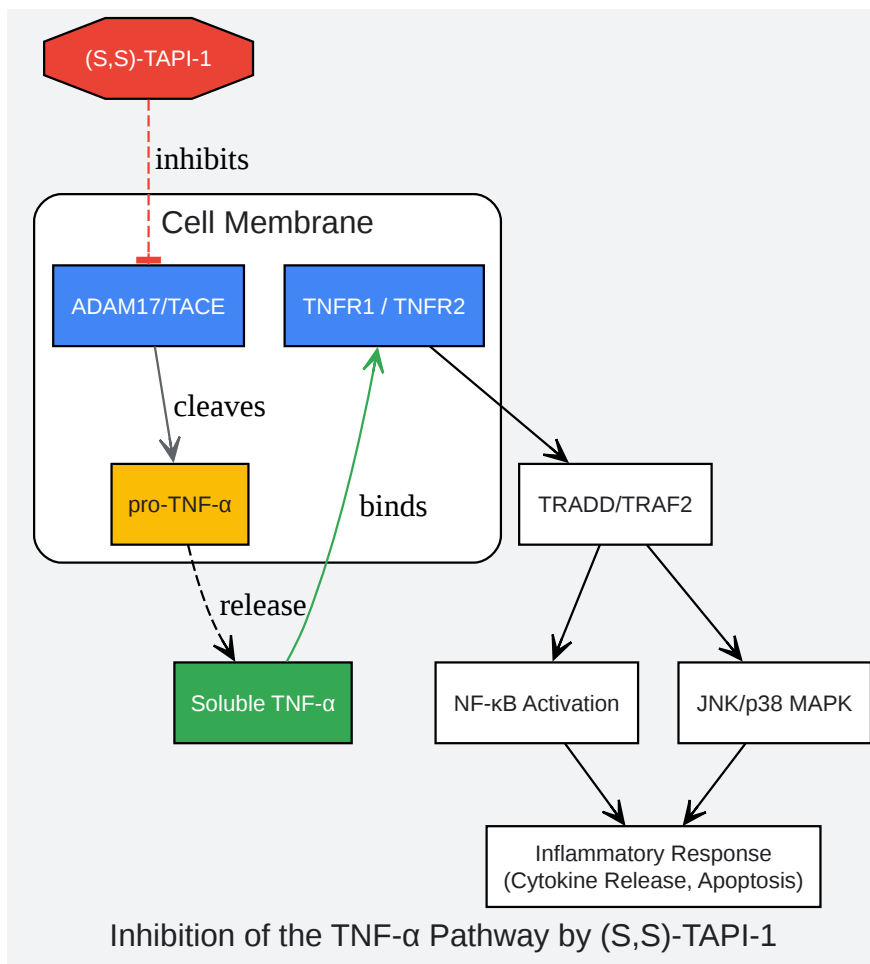 (S,S)-TAPI-1
inhibits
Cell Membrane
ADAM17/TACE
TNFR1 / TNFR2
cleaves
pro-TNF-α
binds
TRADD/TRAF2
release
Soluble TNF-α
NF-κB Activation
JNK/p38 MAPK
Inflammatory Response
(Cytokine Release, Apoptosis)
Inhibition of the TNF-α Pathway by (S,S)-TAPI-1